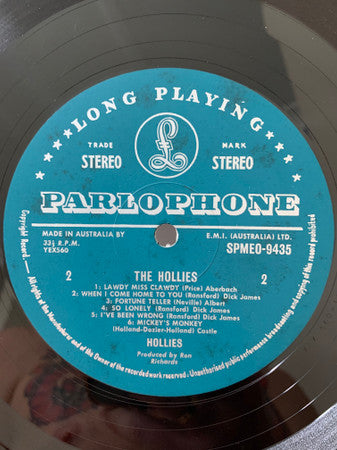 ★ LONG PLAYING ★
TRADE MARK
STEREO £ STEREO
PARLOPHONE
MADE IN AUSTRALIA BY E.M.I. (AUSTRALIA) LTD.
33⅓ R.P.M. SPMEO-9435
YEX560
2 THE HOLLIES 2
1: LAWDY MISS CLAWDY (Price) Aberbach
2: WHEN I COME HOME TO YOU (Ransford) Dick James
3: FORTUNE TELLER (Neville) Albert
4: SO LONELY (Ransford) Dick James
5: I'VE BEEN WRONG (Ransford) Dick James
6: MICKEY'S MONKEY
(Holland-Dozier-Holland) Castle
HOLLIES
Produced by Ron
Richards
Copyright Record. — All rights of the Manufacturer and of the Owner of the recorded work reserved. Unauthorised public performance broadcasting and copying of this record prohibited.